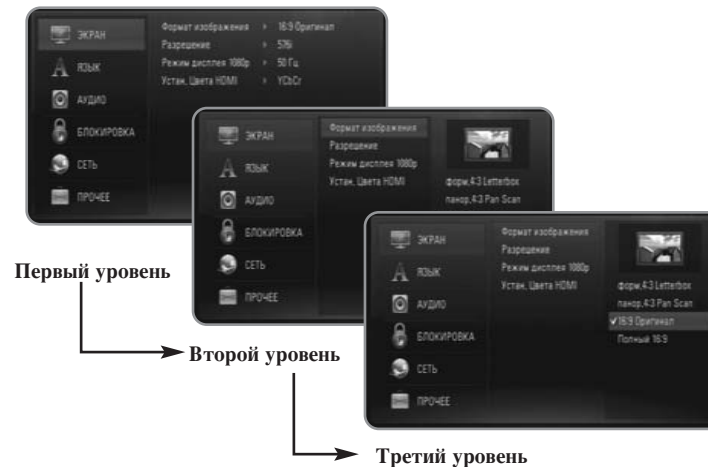 ЭКРАН
ЯЗЫК
АУДИО
БЛОКИРОВКА
СЕТЬ
ПРОЧЕЕ
Формат изображения 16:9 Оригинал
Разрешение 576i
Режим дисплея 1080p 50 Гц
Устан. Цвета HDMI YCbCr
Первый уровень
ЭКРАН
ЯЗЫК
АУДИО
БЛОКИРОВКА
СЕТЬ
ПРОЧЕЕ
Формат изображения
Разрешение
Режим дисплея 1080p
Устан. Цвета HDMI
форм.4:3 Letterbox
панор.4:3 Pan Scan
Второй уровень
ЭКРАН
ЯЗЫК
АУДИО
БЛОКИРОВКА
СЕТЬ
ПРОЧЕЕ
Формат изображения
Разрешение
Режим дисплея 1080p
Устан. Цвета HDMI
форм.4:3 Letterbox
панор.4:3 Pan Scan
✓16:9 Оригинал
Полный 16:9
Третий уровень